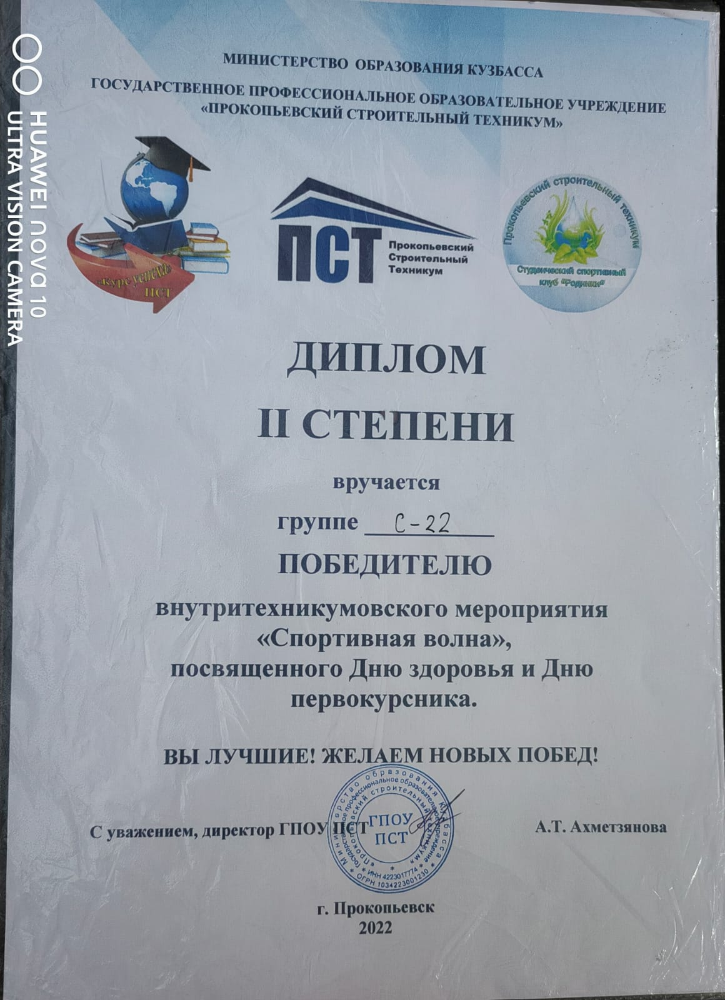 МИНИСТЕРСТВО ОБРАЗОВАНИЯ КУЗБАССА
ГОСУДАРСТВЕННОЕ ПРОФЕССИОНАЛЬНОЕ ОБРАЗОВАТЕЛЬНОЕ УЧРЕЖДЕНИЕ
«ПРОКОПЬЕВСКИЙ СТРОИТЕЛЬНЫЙ ТЕХНИКУМ»
«Курс успеха»
ПСТ
ПСТ
Прокопьевский
Строительный
Техникум
Прокопьевский строительный техникум
Студенческий спортивный
клуб "Роднички"
ДИПЛОМ
II СТЕПЕНИ
вручается
группе С-22
ПОБЕДИТЕЛЮ
внутритехникумовского мероприятия
«Спортивная волна»,
посвященного Дню здоровья и Дню
первокурсника.
ВЫ ЛУЧШИЕ! ЖЕЛАЕМ НОВЫХ ПОБЕД!
С уважением, директор ГПОУ ПСТ
А.Т. Ахметзянова
Министерство образования Кузбасса
Государственное профессиональное образовательное учреждение
«Прокопьевский строительный техникум»
ГПОУ
ПСТ
* ИНН 4223017774 *
* ОГРН 1034223001230 *
г. Прокопьевск
2022
HUAWEI nova 10
ULTRA VISION CAMERA